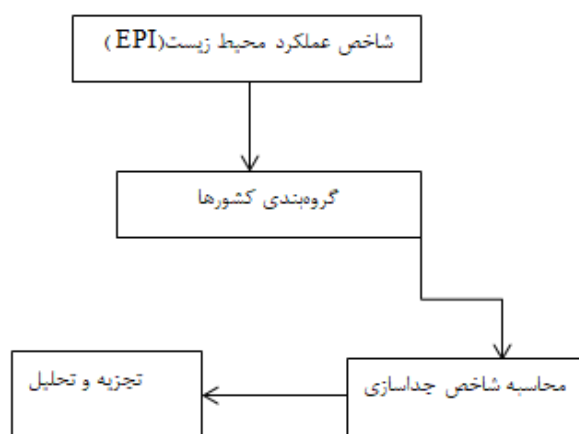 شاخص عملکرد محیط زیست(EPI)
گروه‌بندی کشورها
محاسبه شاخص جداسازی
تجزیه و تحلیل